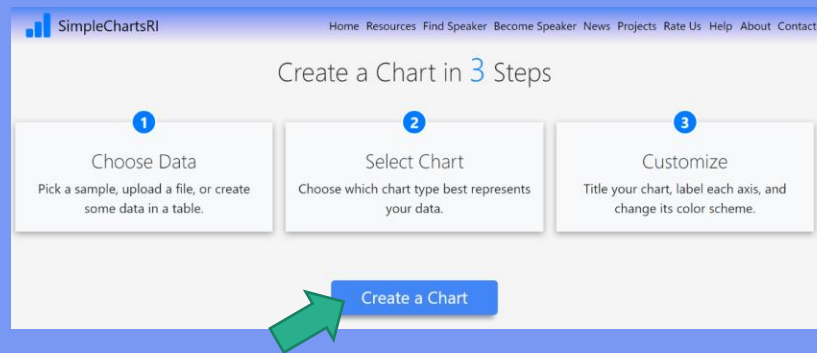 SimpleChartsRI
Home Resources Find Speaker Become Speaker News Projects Rate Us Help About Contact
Create a Chart in 3 Steps
1
Choose Data
Pick a sample, upload a file, or create
some data in a table.
2
Select Chart
Choose which chart type best represents
your data.
3
Customize
Title your chart, label each axis, and
change its color scheme.
Create a Chart